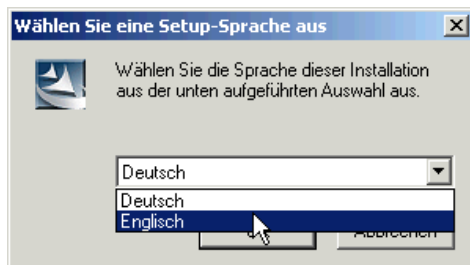 Wählen Sie eine Setup-Sprache aus
Wählen Sie die Sprache dieser Installation
aus der unten aufgeführten Auswahl aus.
Deutsch
Deutsch
Englisch